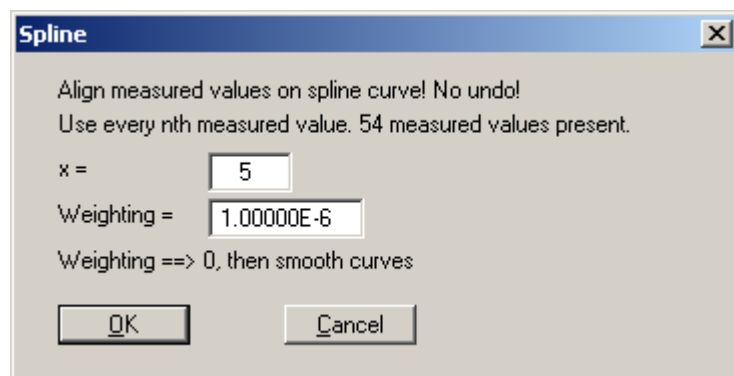 Spline
Align measured values on spline curve! No undo!
Use every nth measured value. 54 measured values present.
x = 5
Weighting = 1.00000E-6
Weighting ==> 0, then smooth curves
OK Cancel